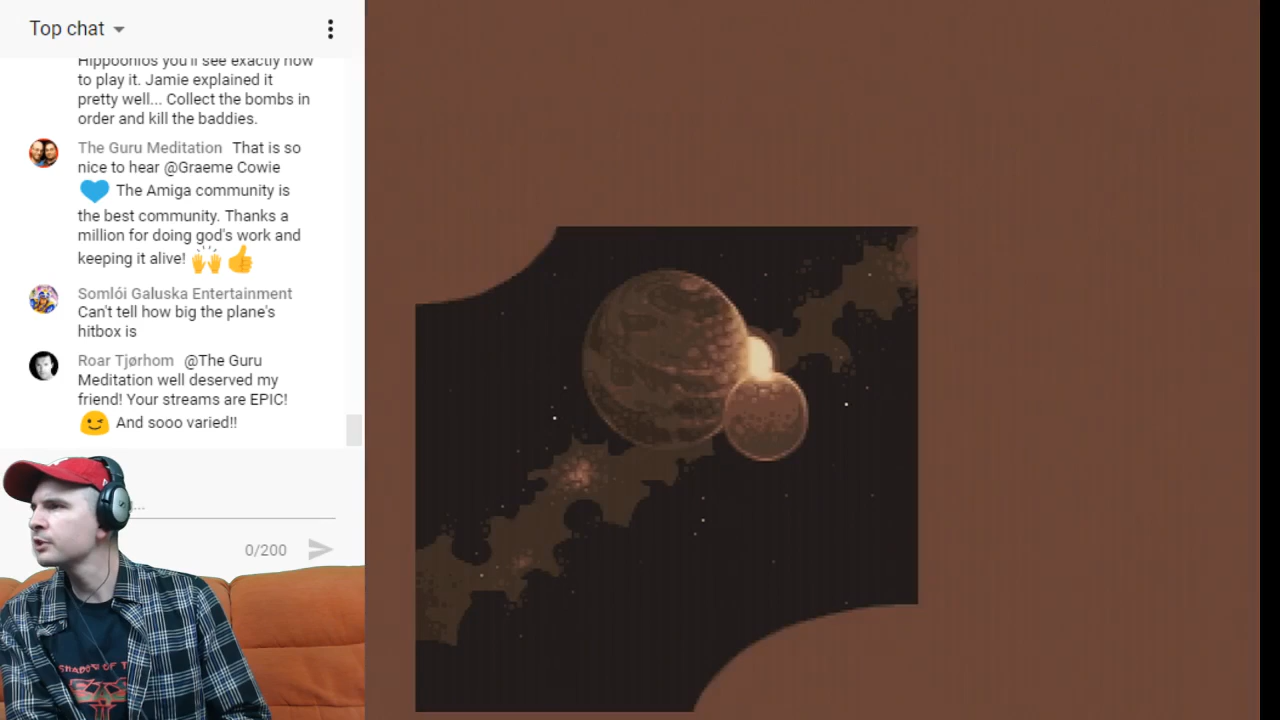 Top chat
Hippoonfos you'll see exactly how
to play it. Jamie explained it
pretty well... Collect the bombs in
order and kill the baddies.
The Guru Meditation That is so
nice to hear @Graeme Cowie
💙 The Amiga community is
the best community. Thanks a
million for doing god's work and
keeping it alive! 🙌👍
Somlói Galuska Entertainment
Can't tell how big the plane's
hitbox is
Roar Tjørhom @The Guru
Meditation well deserved my
friend! Your streams are EPIC!
😉 And sooo varied!!
...
0/200
SHADOW OF T